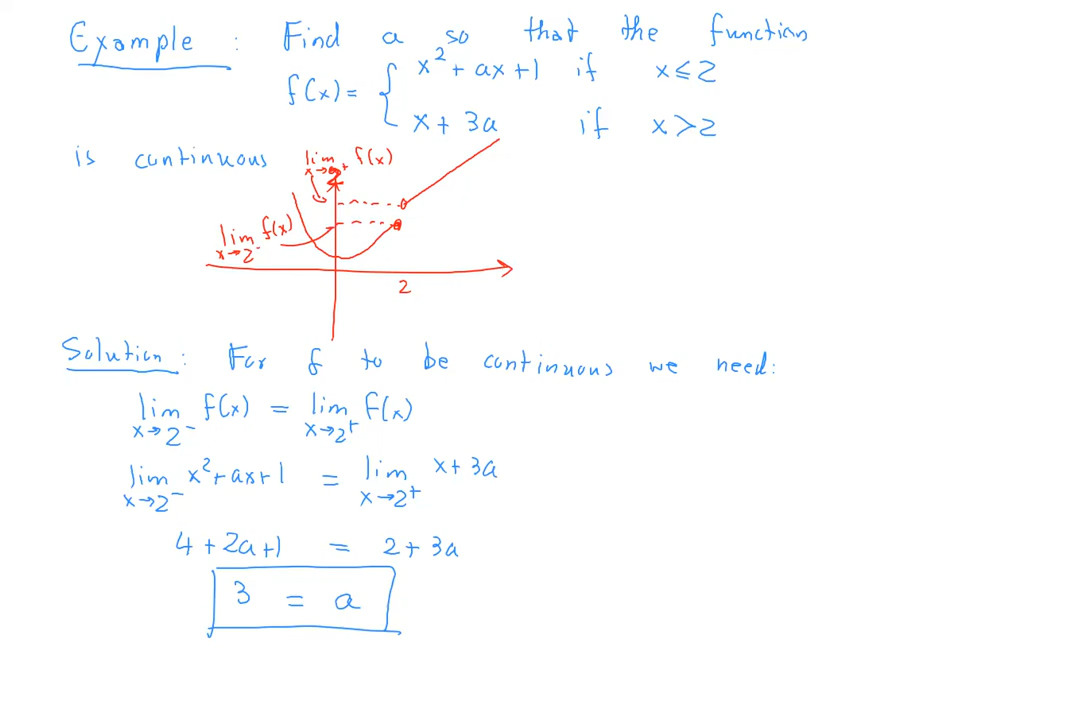 Example : Find a so that the function
f(x) = { x² + ax + 1 if x ≤ 2
x + 3a if x > 2
is continuous
lim x→2⁺ f(x)
lim x→2⁻ f(x)
2
Solution : For f to be continuous we need:
lim x→2⁻ f(x) = lim x→2⁺ f(x)
lim x→2⁻ x² + ax + 1 = lim x→2⁺ x + 3a
4 + 2a + 1 = 2 + 3a
3 = a